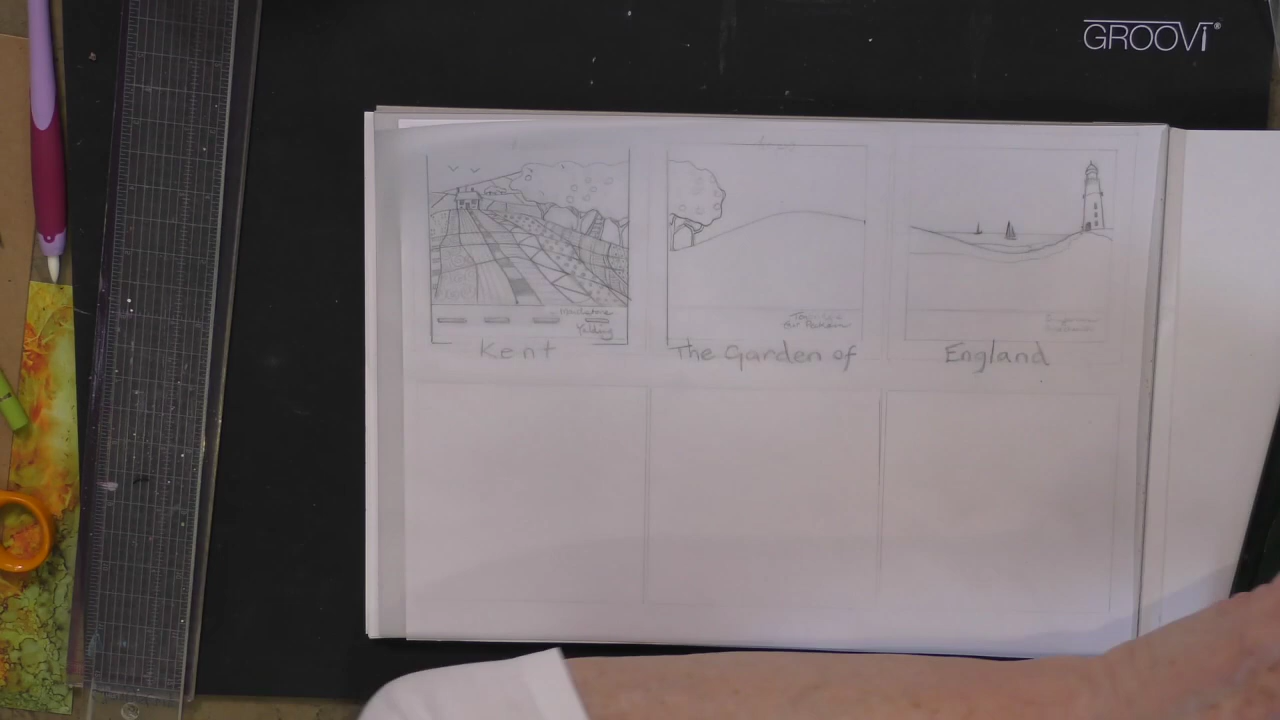 GROOVi®
Maidstone
Yalding
Kent
The Garden of
England